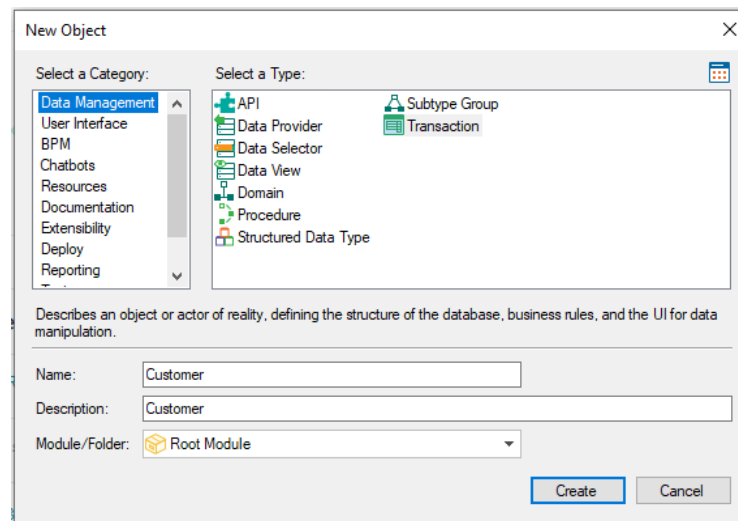 New Object
Select a Category:
Data Management
User Interface
BPM
Chatbots
Resources
Documentation
Extensibility
Deploy
Reporting
Select a Type:
API
Data Provider
Data Selector
Data View
Domain
Procedure
Structured Data Type
Subtype Group
Transaction
Describes an object or actor of reality, defining the structure of the database, business rules, and the UI for data
manipulation.
Name: Customer
Description: Customer
Module/Folder: Root Module
Create Cancel